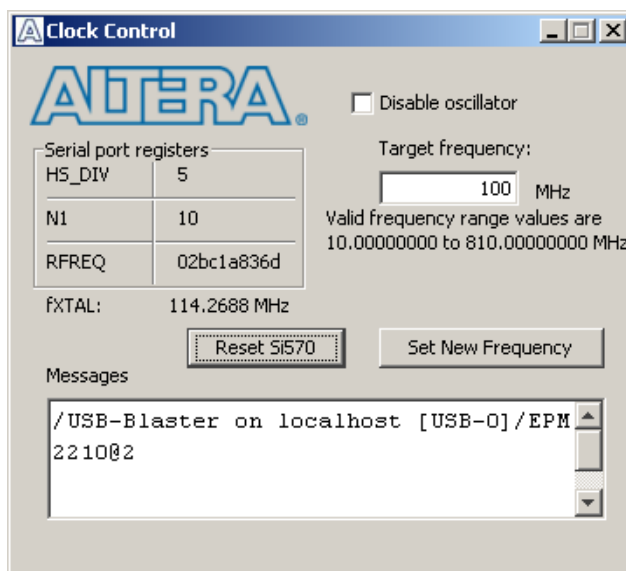 Clock Control
ALTERA®
Disable oscillator
Serial port registers
HS_DIV 5
N1 10
RFREQ 02bc1a836d
Target frequency:
100 MHz
Valid frequency range values are
10.00000000 to 810.00000000 MHz
fXTAL: 114.2688 MHz
Reset Si570
Set New Frequency
Messages
/USB-Blaster on localhost [USB-0]/EPM
2210@2